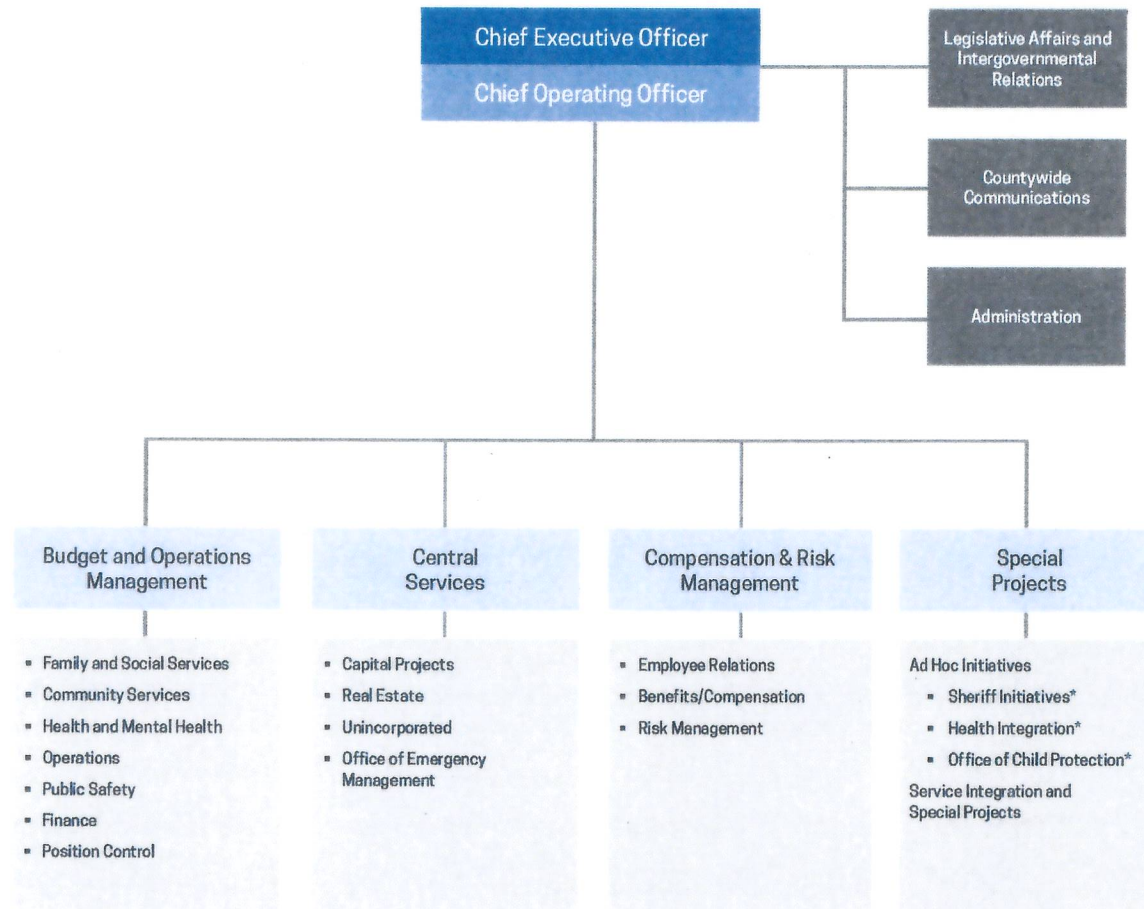 Chief Executive Officer
Chief Operating Officer
Legislative Affairs and
Intergovernmental
Relations
Countywide
Communications
Administration
Budget and Operations
Management
▪ Family and Social Services
▪ Community Services
▪ Health and Mental Health
▪ Operations
▪ Public Safety
▪ Finance
▪ Position Control
Central
Services
▪ Capital Projects
▪ Real Estate
▪ Unincorporated
▪ Office of Emergency
Management
Compensation & Risk
Management
▪ Employee Relations
▪ Benefits/Compensation
▪ Risk Management
Special
Projects
Ad Hoc Initiatives
▪ Sheriff Initiatives*
▪ Health Integration*
▪ Office of Child Protection*
Service Integration and
Special Projects